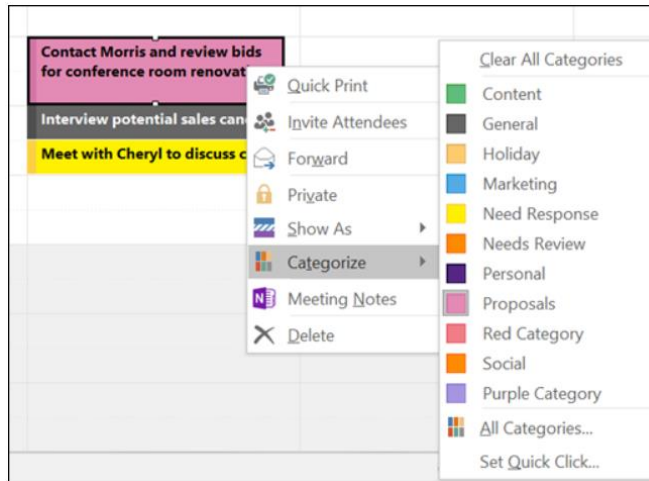 Contact Morris and review bids
for conference room
Interview potential sales
Meet with Cheryl to discuss
Quick Print
Invite Attendees
Forward
Private
Show As
Categorize
Meeting Notes
Delete
Clear All Categories
Content
General
Holiday
Marketing
Need Response
Needs Review
Personal
Proposals
Red Category
Social
Purple Category
All Categories...
Set Quick Click...